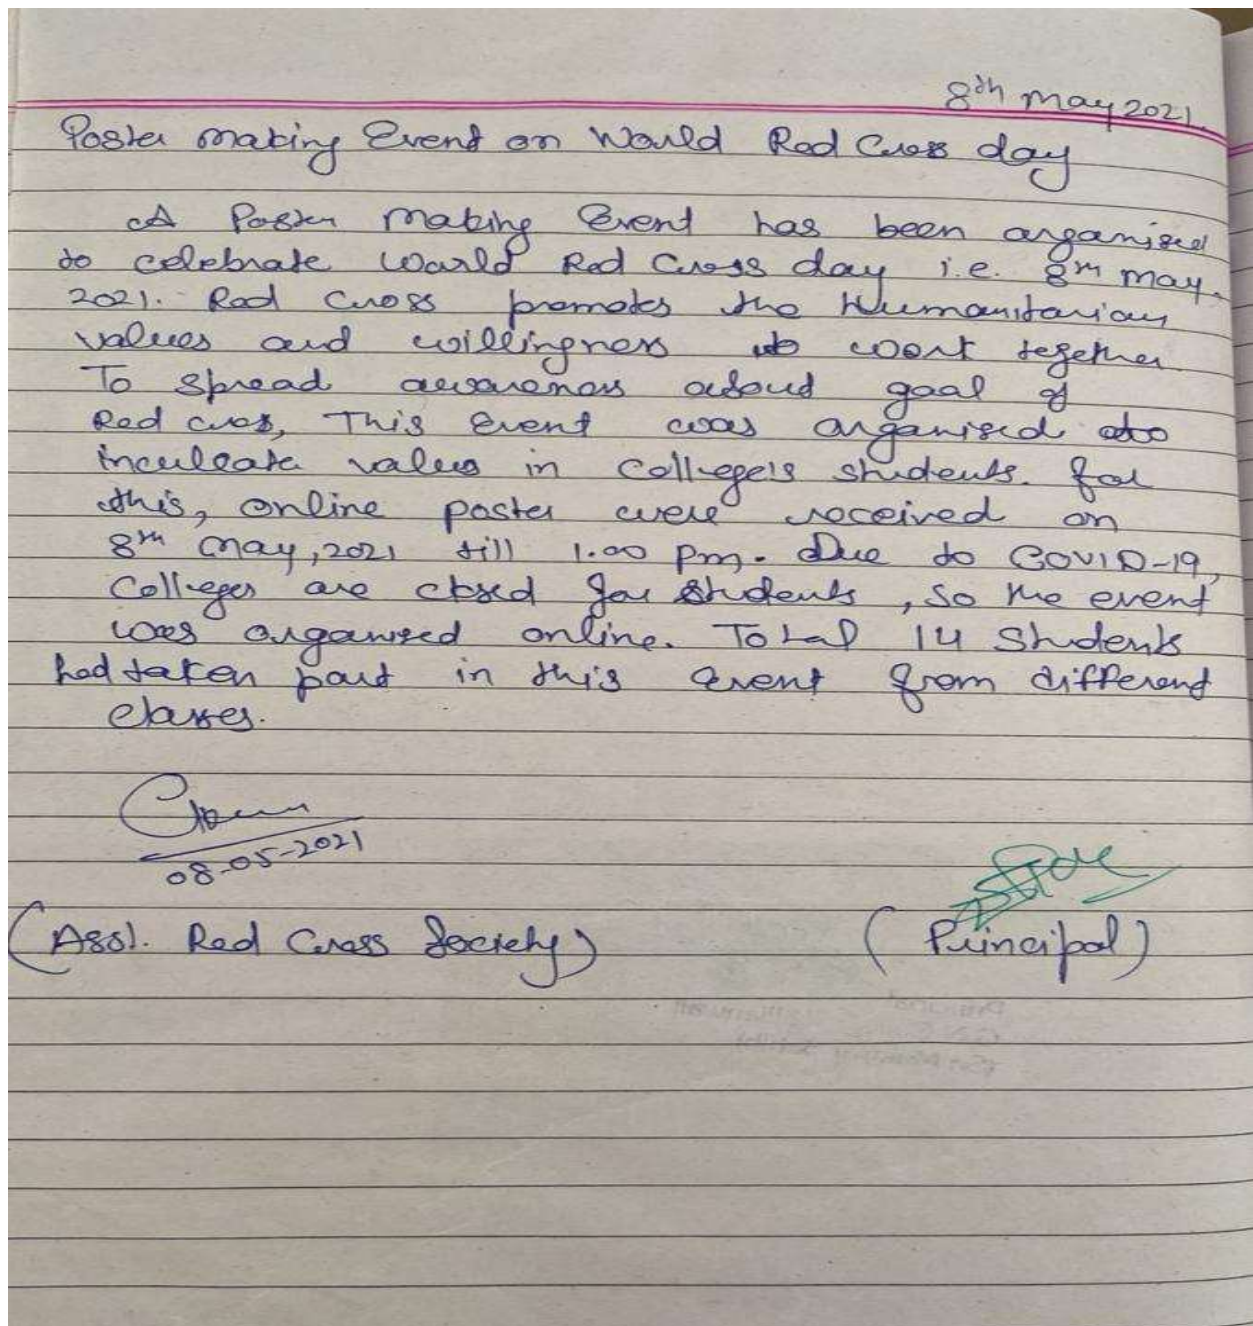 8th May 2021.
Poster making Event on World Red Cross day
A Poster Making Event has been organised
to celebrate World Red Cross day i.e. 8th May
2021. Red Cross promotes the Humanitarian
values and willingness to work together.
To spread awareness about goal of
Red cross, This event was organised to
inculcate values in college's students. For
this, online poster were received on
8th May, 2021 till 1.00 pm. Due to COVID-19,
Colleges are closed for students, so the event
was organised online. Total 14 Students
had taken part in this event from different
classes.
08-05-2021
(Asst. Red Cross Society)
(Principal)